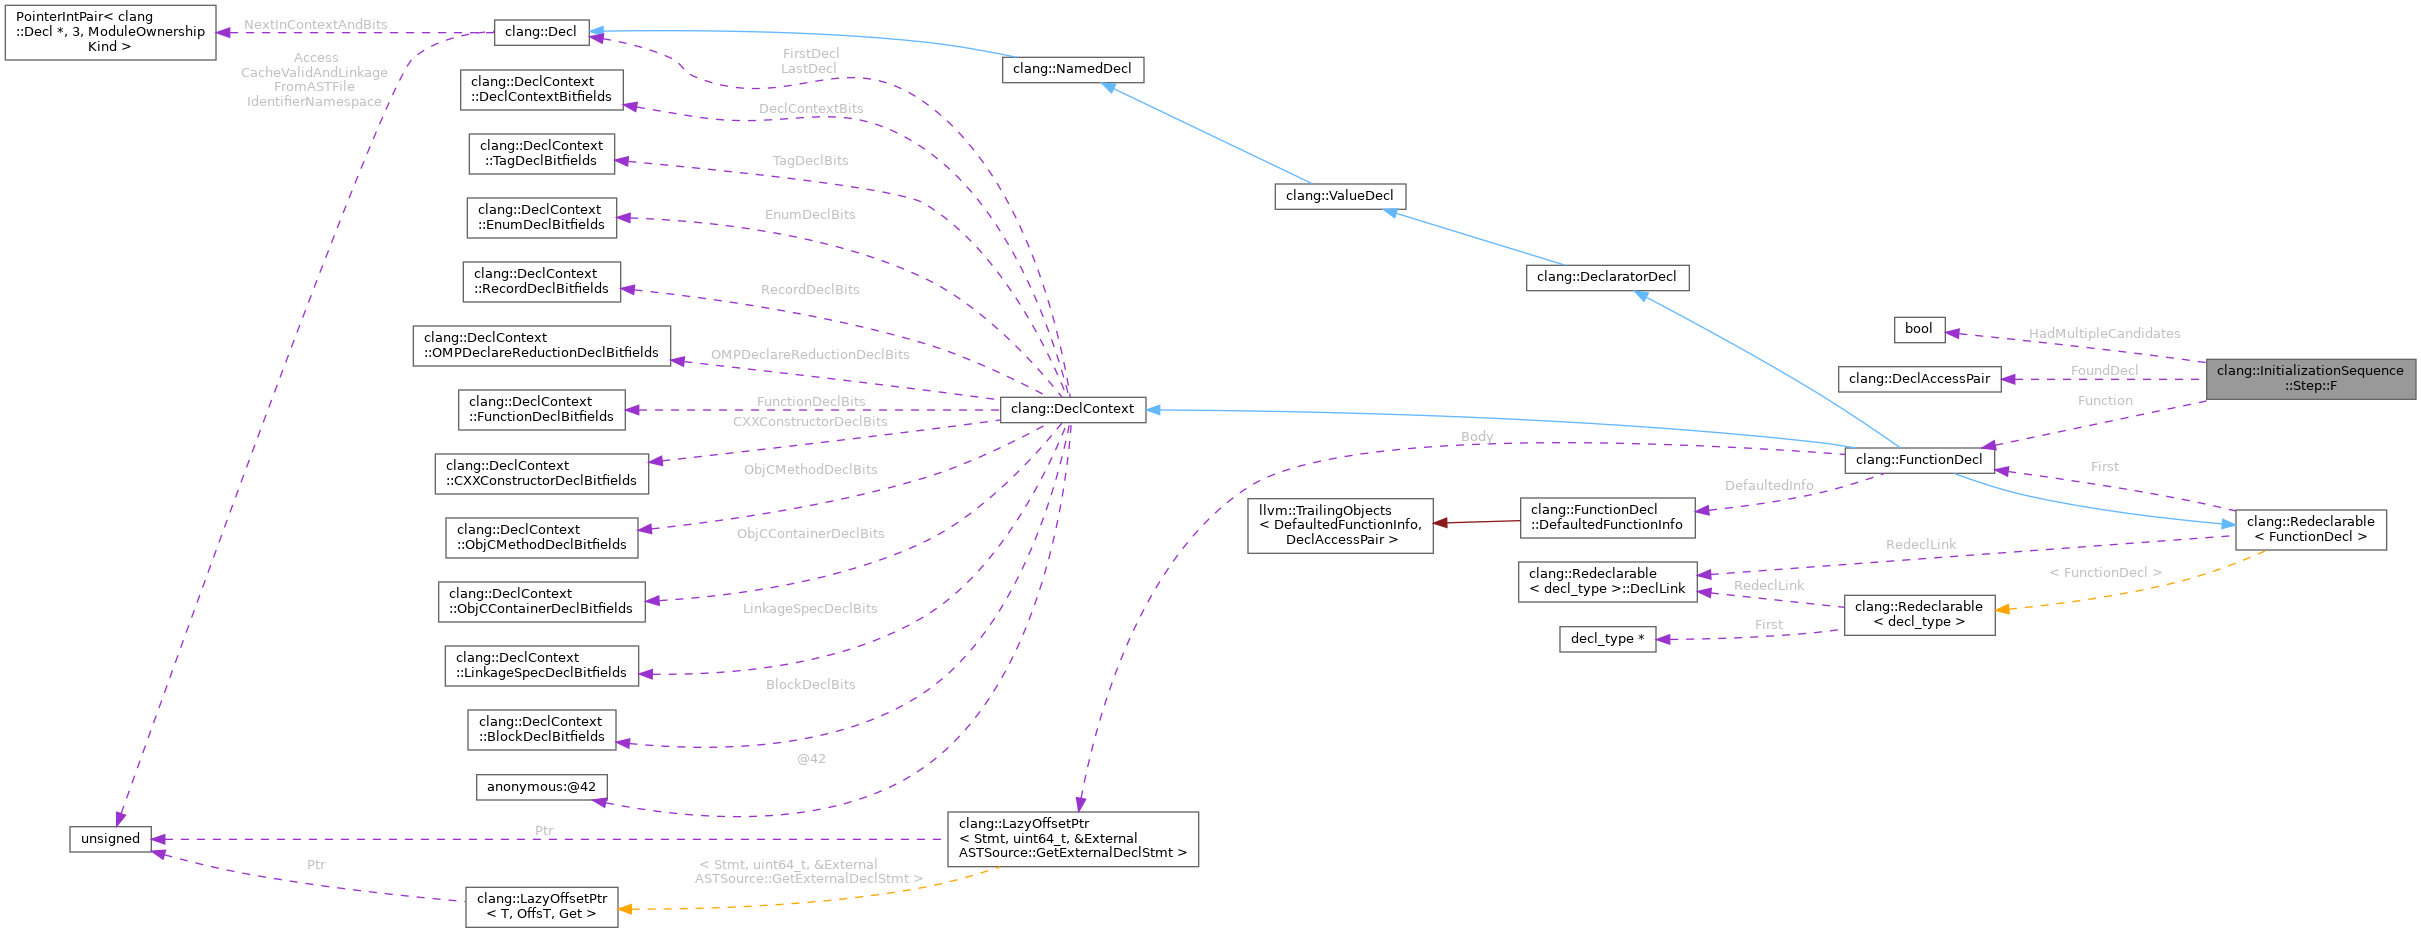 PointerIntPair< clang
::Decl *, 3, ModuleOwnership
Kind >
NextInContextAndBits
Access
CacheValidAndLinkage
FromASTFile
IdentifierNamespace
clang::Decl
clang::DeclContext
::DeclContextBitfields
clang::DeclContext
::TagDeclBitfields
clang::DeclContext
::EnumDeclBitfields
clang::DeclContext
::RecordDeclBitfields
clang::DeclContext
::OMPDeclareReductionDeclBitfields
clang::DeclContext
::FunctionDeclBitfields
clang::DeclContext
::CXXConstructorDeclBitfields
clang::DeclContext
::ObjCMethodDeclBitfields
clang::DeclContext
::ObjCContainerDeclBitfields
clang::DeclContext
::LinkageSpecDeclBitfields
clang::DeclContext
::BlockDeclBitfields
anonymous:@42
unsigned
Ptr
Ptr
clang::LazyOffsetPtr
< T, OffsT, Get >
FirstDecl
LastDecl
DeclContextBits
TagDeclBits
EnumDeclBits
RecordDeclBits
OMPDeclareReductionDeclBits
FunctionDeclBits
CXXConstructorDeclBits
ObjCMethodDeclBits
ObjCContainerDeclBits
LinkageSpecDeclBits
BlockDeclBits
@42
< Stmt, uint64_t, &External
ASTSource::GetExternalDeclStmt >
clang::LazyOffsetPtr
< Stmt, uint64_t, &External
ASTSource::GetExternalDeclStmt >
clang::NamedDecl
clang::DeclContext
clang::ValueDecl
clang::DeclaratorDecl
Body
llvm::TrailingObjects
< DefaultedFunctionInfo,
DeclAccessPair >
clang::FunctionDecl
::DefaultedFunctionInfo
clang::Redeclarable
< decl_type >::DeclLink
decl_type *
DefaultedInfo
RedeclLink
RedeclLink
First
bool
clang::DeclAccessPair
clang::FunctionDecl
clang::Redeclarable
< decl_type >
HadMultipleCandidates
FoundDecl
Function
First
< FunctionDecl >
clang::InitializationSequence
::Step::F
clang::Redeclarable
< FunctionDecl >